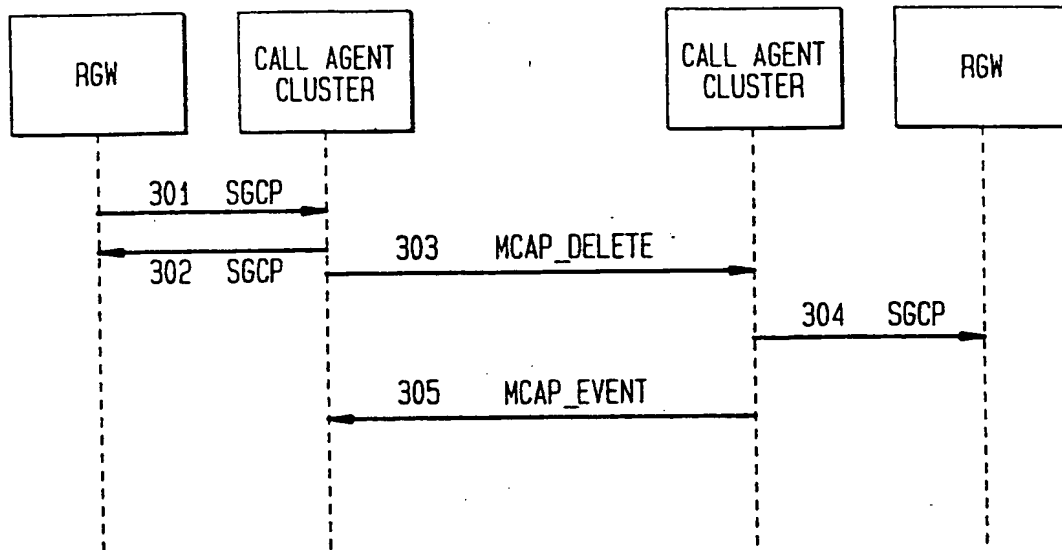 RGW
CALL AGENT
CLUSTER
CALL AGENT
CLUSTER
RGW
301 SGCP
302 SGCP
303 MCAP_DELETE
304 SGCP
305 MCAP_EVENT